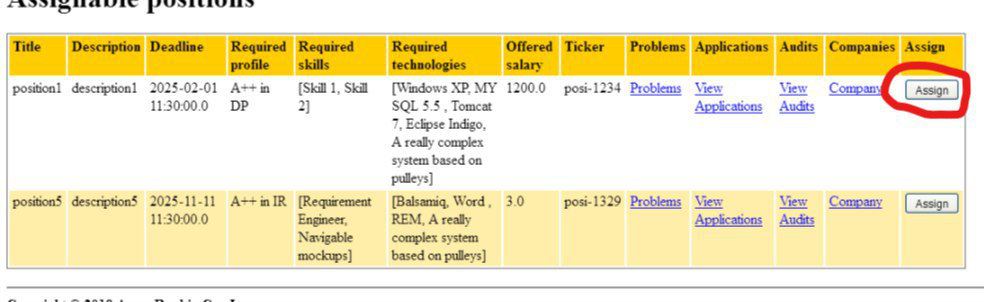 Assignable positions
Title Description Deadline Required profile Required skills Required technologies Offered salary Ticker Problems Applications Audits Companies Assign
position1 description1 2025-02-01 11:30:00.0 A++ in DP [Skill 1, Skill 2] [Windows XP, MY SQL 5.5 , Tomcat 7, Eclipse Indigo, A really complex system based on pulleys] 1200.0 posi-1234 Problems View Applications View Audits Company Assign
position5 description5 2025-11-11 11:30:00.0 A++ in IR [Requirement Engineer, Navigable mockups] [Balsamiq, Word , REM, A really complex system based on pulleys] 3.0 posi-1329 Problems View Applications View Audits Company Assign